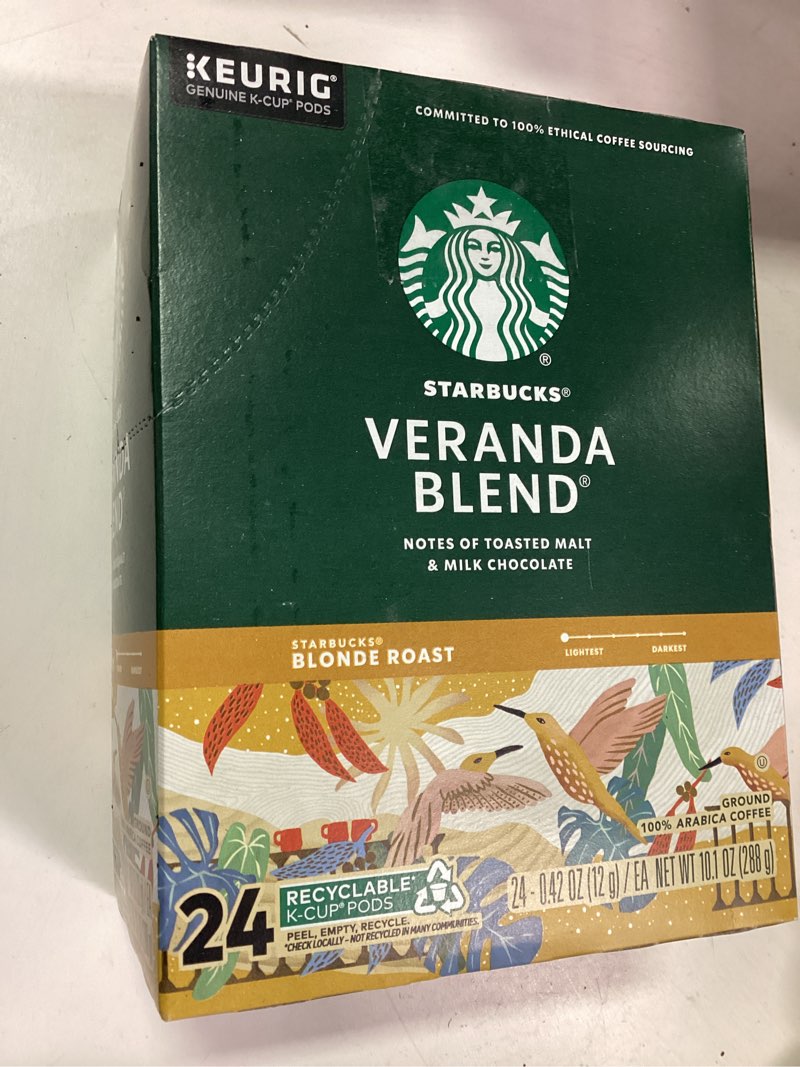 KEURIG®
GENUINE K-CUP® PODS
COMMITTED TO 100% ETHICAL COFFEE SOURCING
®
STARBUCKS®
VERANDA
BLEND®
NOTES OF TOASTED MALT
& MILK CHOCOLATE
STARBUCKS®
BLONDE ROAST
LIGHTEST DARKEST
U
GROUND
100% ARABICA COFFEE
24 - 0.42 OZ (12 g) / EA NET WT 10.1 OZ (288 g)
24
RECYCLABLE*
K-CUP® PODS
PEEL, EMPTY, RECYCLE.
*CHECK LOCALLY – NOT RECYCLED IN MANY COMMUNITIES.